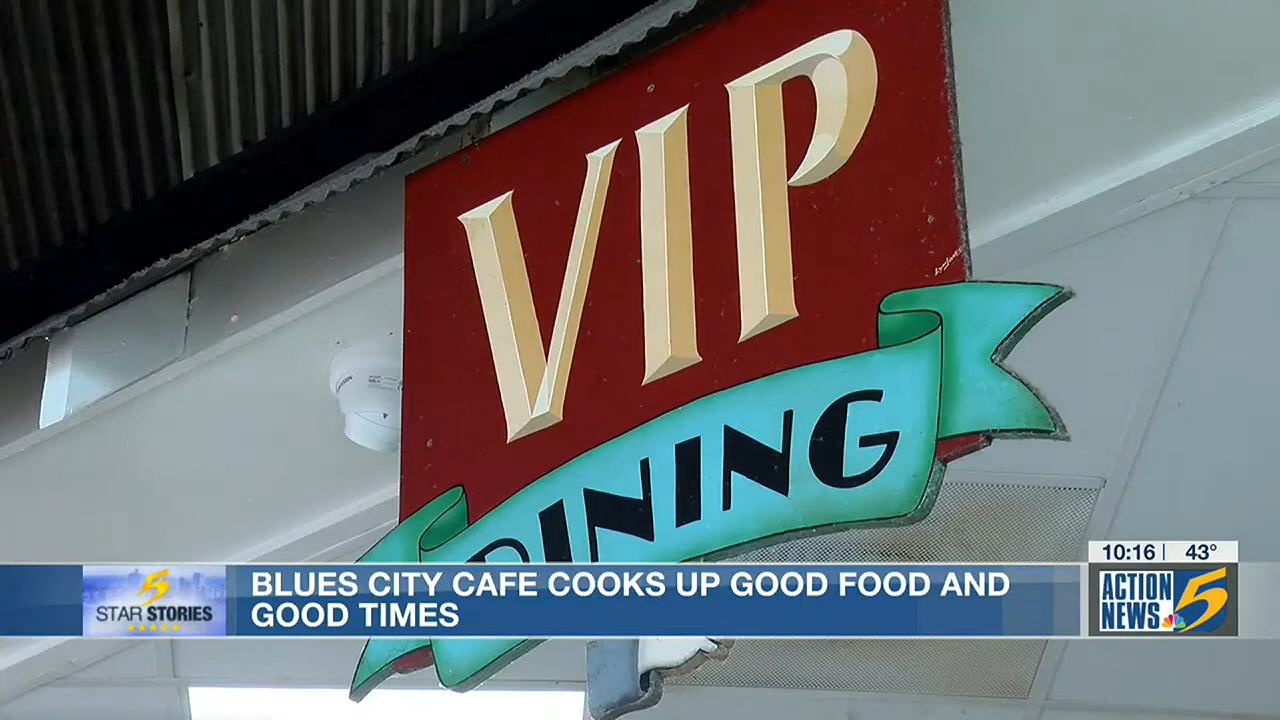 VIP
DINING
5
STAR STORIES
BLUES CITY CAFE COOKS UP GOOD FOOD AND
GOOD TIMES
10:16 | 43°
ACTION
NEWS 5